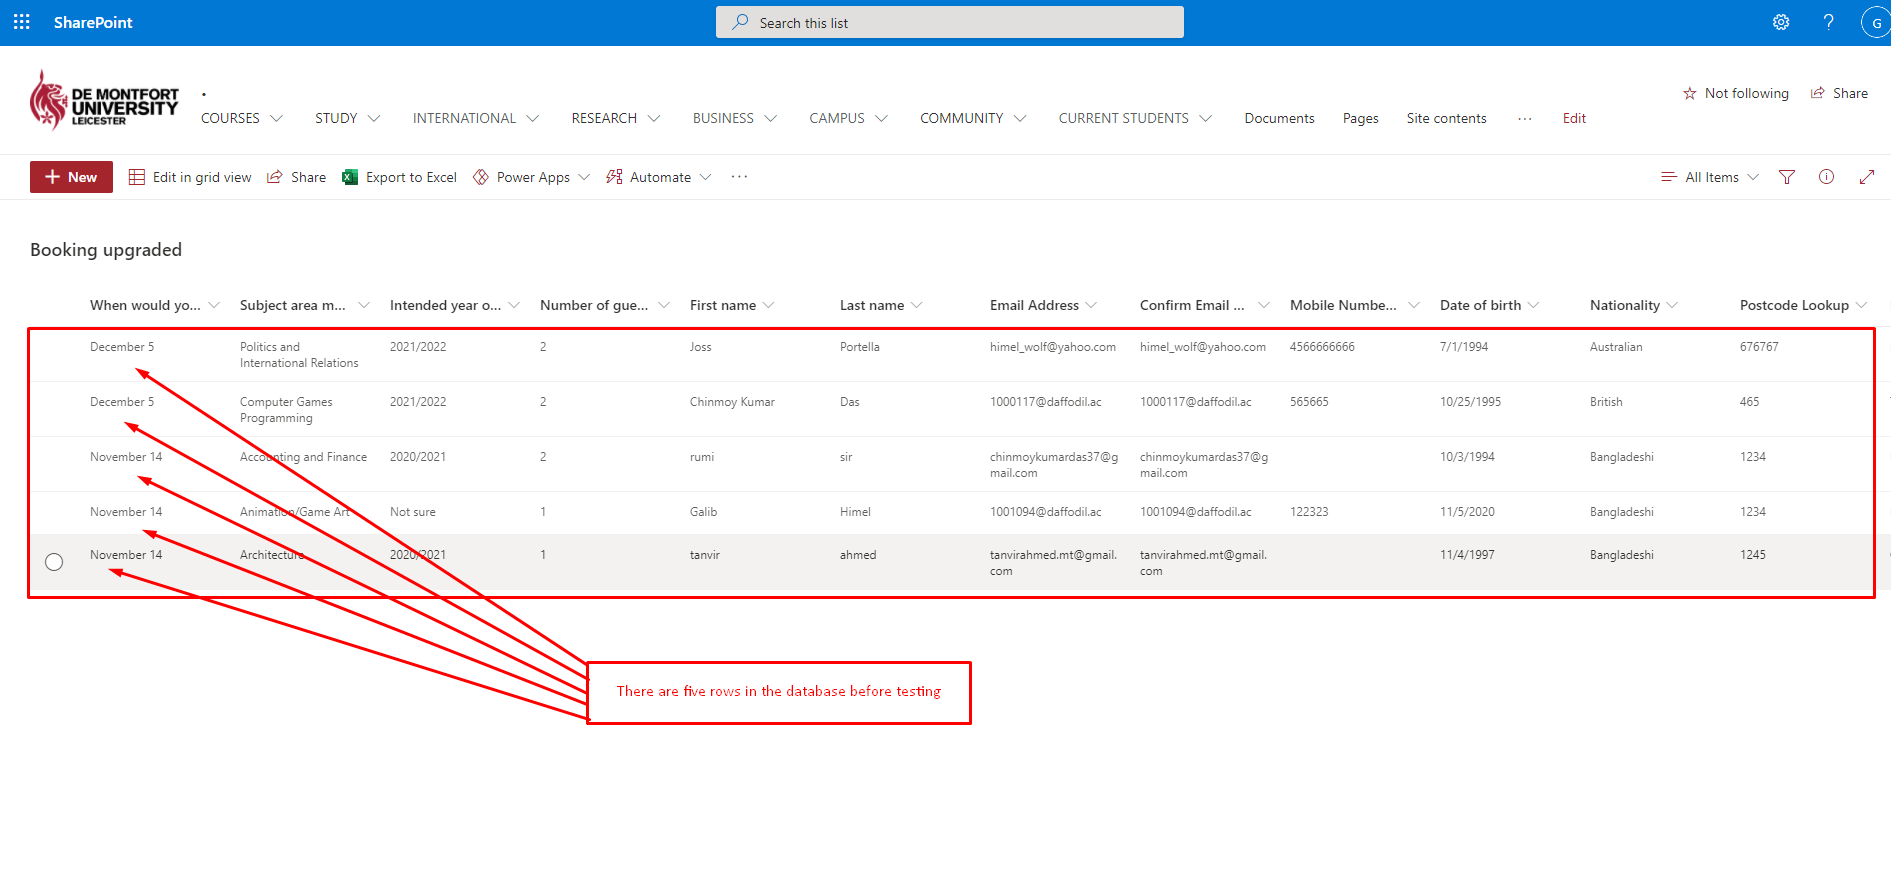 SharePoint
Search this list
?
G
DE MONTFORT
UNIVERSITY
LEICESTER
.
Not following Share
COURSES STUDY INTERNATIONAL RESEARCH BUSINESS CAMPUS COMMUNITY CURRENT STUDENTS Documents Pages Site contents ... Edit
+ New Edit in grid view Share Export to Excel Power Apps Automate ... All Items
Booking upgraded
When would yo... Subject area m... Intended year o... Number of gue... First name Last name Email Address Confirm Email ... Mobile Numbe... Date of birth Nationality Postcode Lookup
December 5 Politics and 2021/2022 2 Joss Portella himel_wolf@yahoo.com himel_wolf@yahoo.com 4566666666 7/1/1994 Australian 676767
International Relations
December 5 Computer Games 2021/2022 2 Chinmoy Kumar Das 1000117@daffodil.ac 1000117@daffodil.ac 565665 10/25/1995 British 465
Programming
November 14 Accounting and Finance 2020/2021 2 rumi sir chinmoykumardas37@g chinmoykumardas37@g 10/3/1994 Bangladeshi 1234
mail.com mail.com
November 14 Animation/Game Art Not sure 1 Galib Himel 1001094@daffodil.ac 1001094@daffodil.ac 122323 11/5/2020 Bangladeshi 1234
November 14 Architecture 2020/2021 1 tanvir ahmed tanvirahmed.mt@gmail. tanvirahmed.mt@gmail. 11/4/1997 Bangladeshi 1245
com com
There are five rows in the database before testing